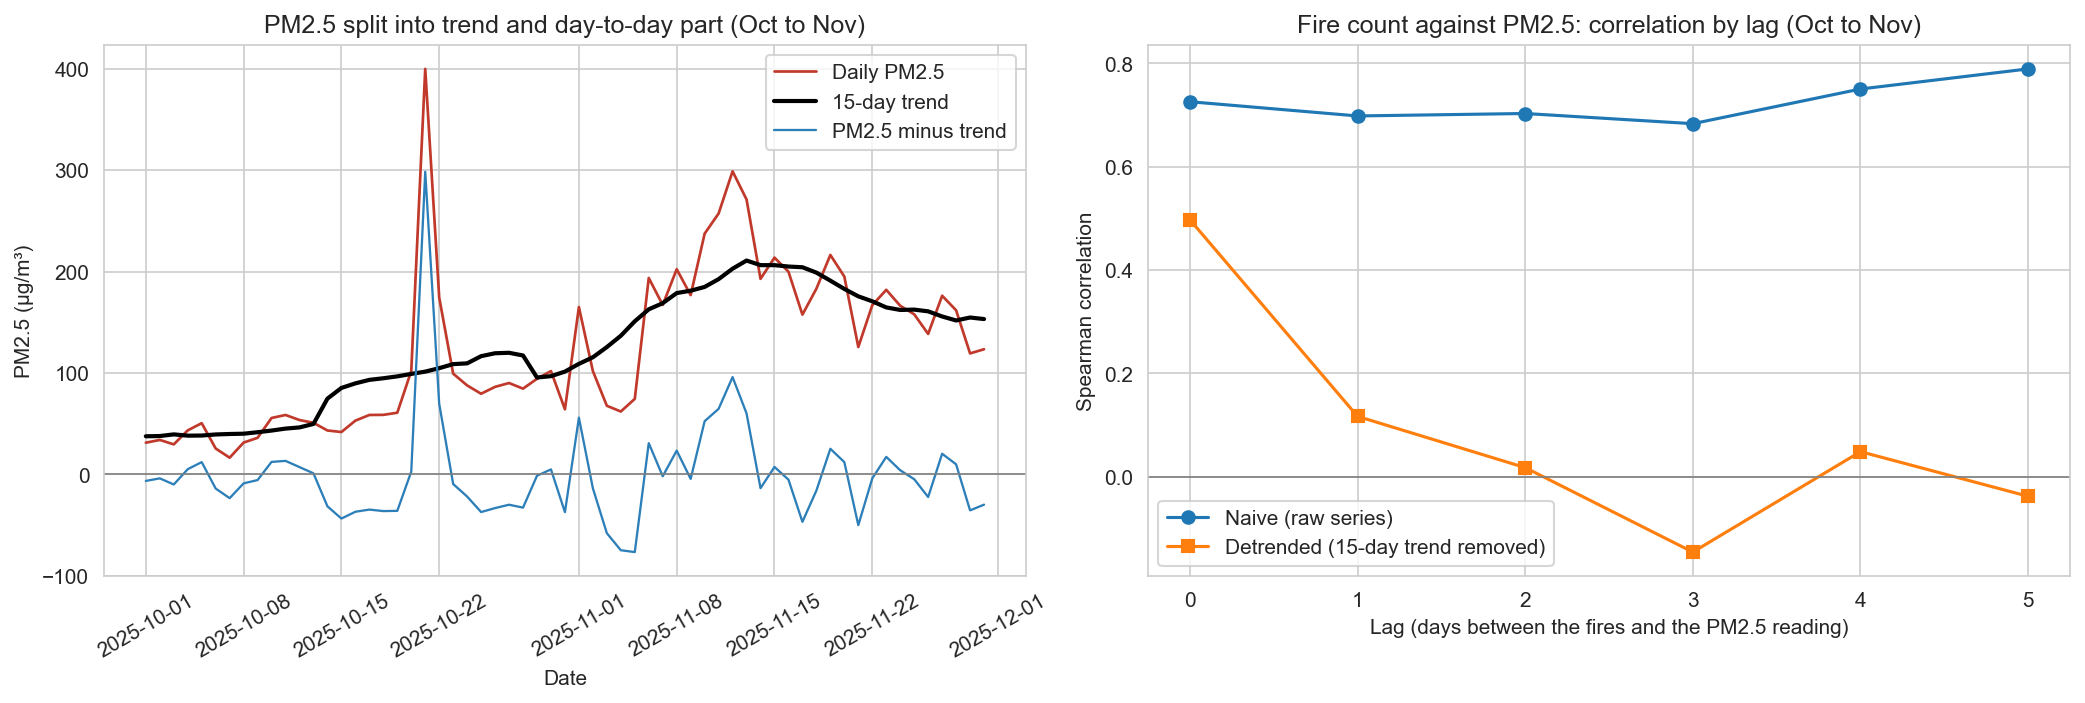 PM2.5 split into trend and day-to-day part (Oct to Nov)
Daily PM2.5
15-day trend
PM2.5 minus trend
PM2.5 (µg/m³)
400
300
200
100
0
−100
2025-10-01
2025-10-08
2025-10-15
2025-10-22
2025-11-01
2025-11-08
2025-11-15
2025-11-22
2025-12-01
Date
Fire count against PM2.5: correlation by lag (Oct to Nov)
Spearman correlation
0.8
0.6
0.4
0.2
0.0
Naive (raw series)
Detrended (15-day trend removed)
0
1
2
3
4
5
Lag (days between the fires and the PM2.5 reading)